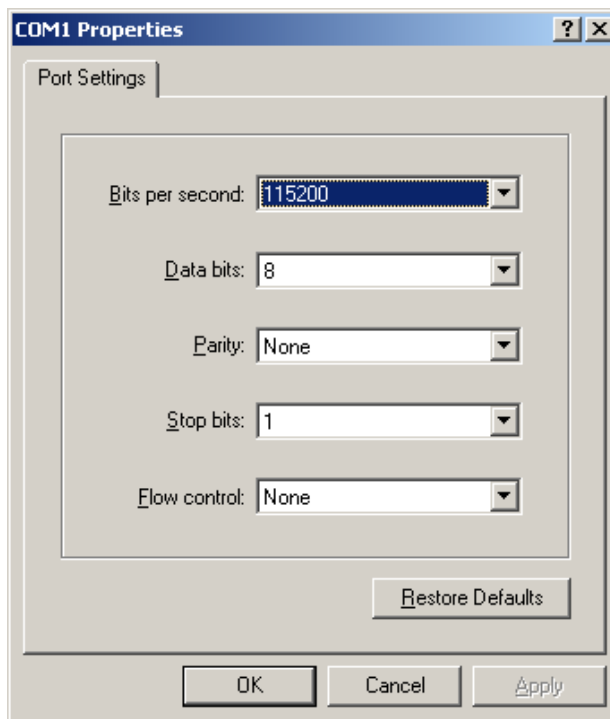 COM1 Properties
Port Settings
Bits per second: 115200
Data bits: 8
Parity: None
Stop bits: 1
Flow control: None
Restore Defaults
OK Cancel Apply